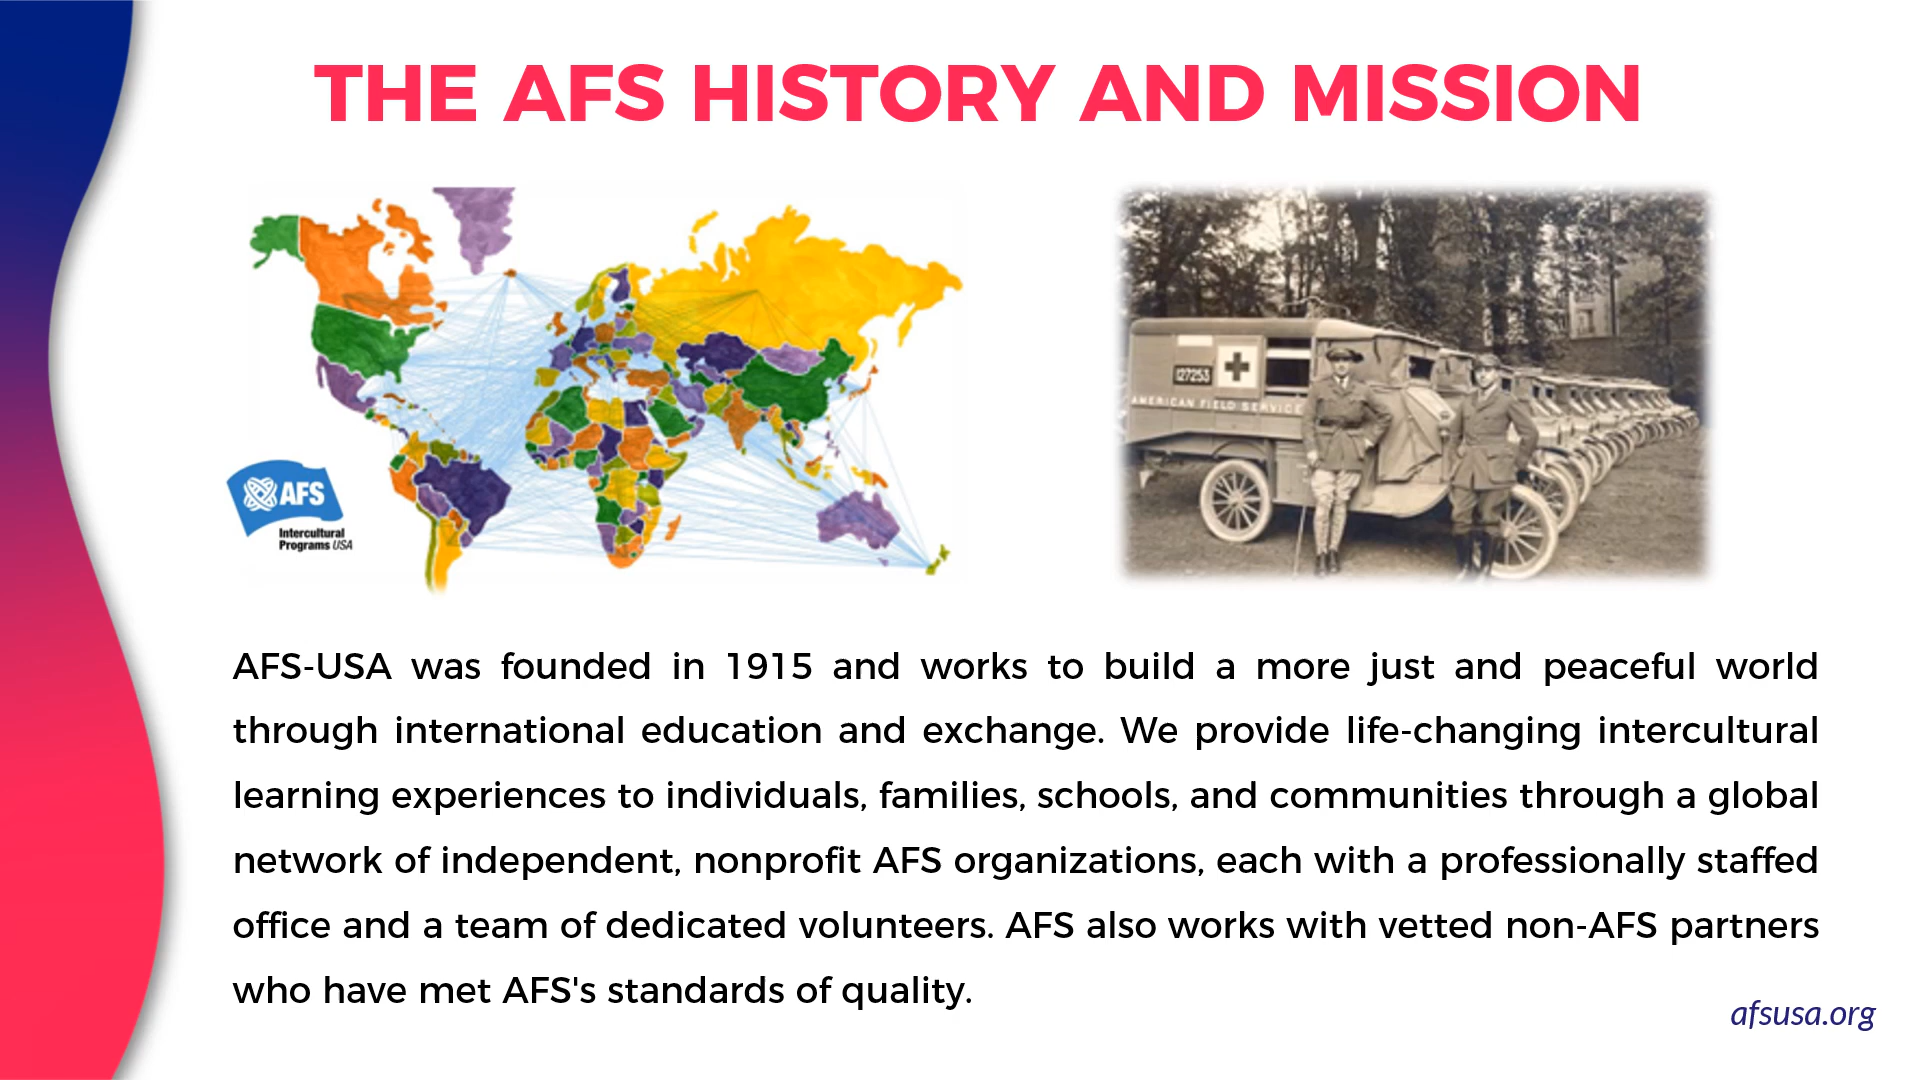 THE AFS HISTORY AND MISSION
AFS
Intercultural
Programs USA
127253
AMERICAN FIELD SERVICE
AFS-USA was founded in 1915 and works to build a more just and peaceful world
through international education and exchange. We provide life-changing intercultural
learning experiences to individuals, families, schools, and communities through a global
network of independent, nonprofit AFS organizations, each with a professionally staffed
office and a team of dedicated volunteers. AFS also works with vetted non-AFS partners
who have met AFS's standards of quality.
afsusa.org